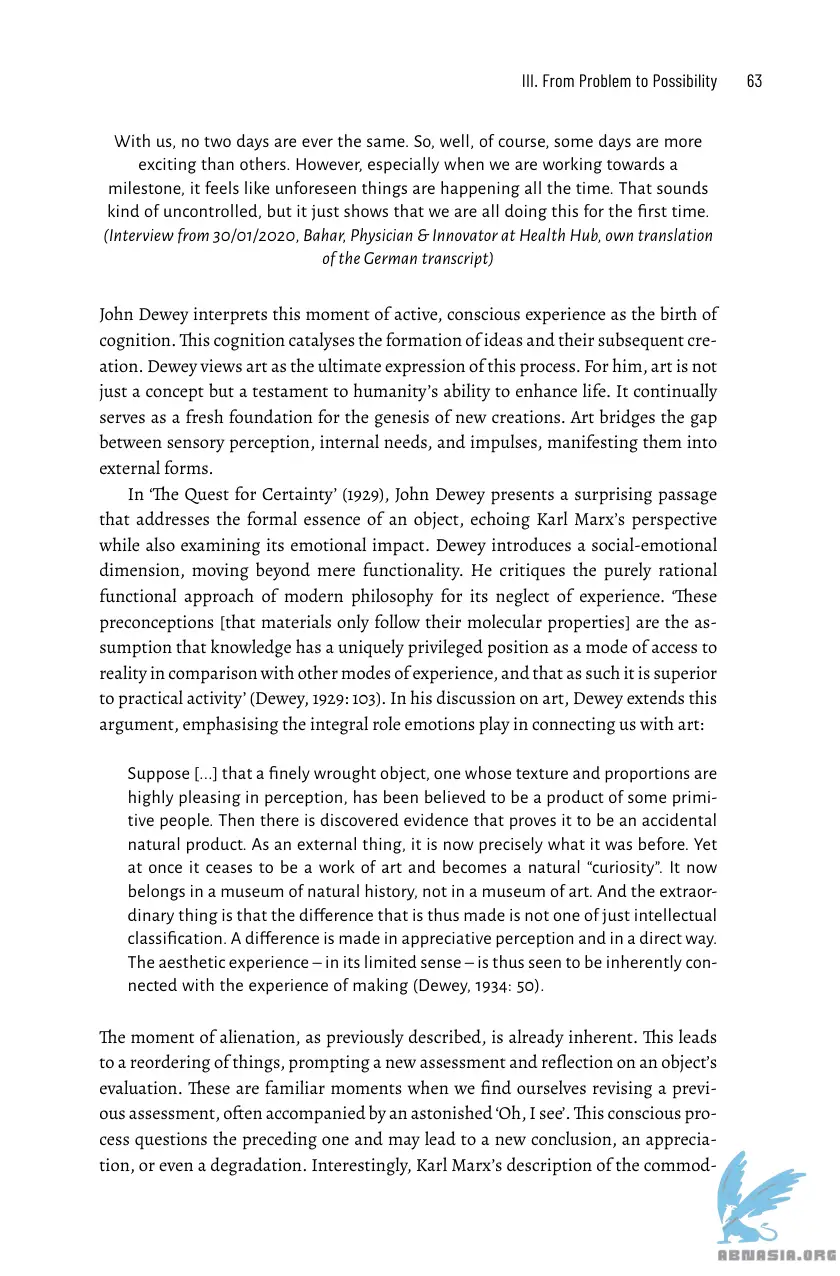 III. From Problem to Possibility 63
With us, no two days are ever the same. So, well, of course, some days are more
exciting than others. However, especially when we are working towards a
milestone, it feels like unforeseen things are happening all the time. That sounds
kind of uncontrolled, but it just shows that we are all doing this for the first time.
(Interview from 30/01/2020, Bahar, Physician & Innovator at Health Hub, own translation
of the German transcript)
John Dewey interprets this moment of active, conscious experience as the birth of
cognition. This cognition catalyses the formation of ideas and their subsequent cre-
ation. Dewey views art as the ultimate expression of this process. For him, art is not
just a concept but a testament to humanity’s ability to enhance life. It continually
serves as a fresh foundation for the genesis of new creations. Art bridges the gap
between sensory perception, internal needs, and impulses, manifesting them into
external forms.
In ‘The Quest for Certainty’ (1929), John Dewey presents a surprising passage
that addresses the formal essence of an object, echoing Karl Marx’s perspective
while also examining its emotional impact. Dewey introduces a social-emotional
dimension, moving beyond mere functionality. He critiques the purely rational
functional approach of modern philosophy for its neglect of experience. ‘These
preconceptions [that materials only follow their molecular properties] are the as-
sumption that knowledge has a uniquely privileged position as a mode of access to
reality in comparison with other modes of experience, and that as such it is superior
to practical activity’ (Dewey, 1929: 103). In his discussion on art, Dewey extends this
argument, emphasising the integral role emotions play in connecting us with art:
Suppose [...] that a finely wrought object, one whose texture and proportions are
highly pleasing in perception, has been believed to be a product of some primi-
tive people. Then there is discovered evidence that proves it to be an accidental
natural product. As an external thing, it is now precisely what it was before. Yet
at once it ceases to be a work of art and becomes a natural “curiosity”. It now
belongs in a museum of natural history, not in a museum of art. And the extraor-
dinary thing is that the difference that is thus made is not one of just intellectual
classification. A difference is made in appreciative perception and in a direct way.
The aesthetic experience – in its limited sense – is thus seen to be inherently con-
nected with the experience of making (Dewey, 1934: 50).
The moment of alienation, as previously described, is already inherent. This leads
to a reordering of things, prompting a new assessment and reflection on an object’s
evaluation. These are familiar moments when we find ourselves revising a previ-
ous assessment, often accompanied by an astonished ‘Oh, I see’. This conscious pro-
cess questions the preceding one and may lead to a new conclusion, an apprecia-
tion, or even a degradation. Interestingly, Karl Marx’s description of the commod-
ABNASIA.ORG